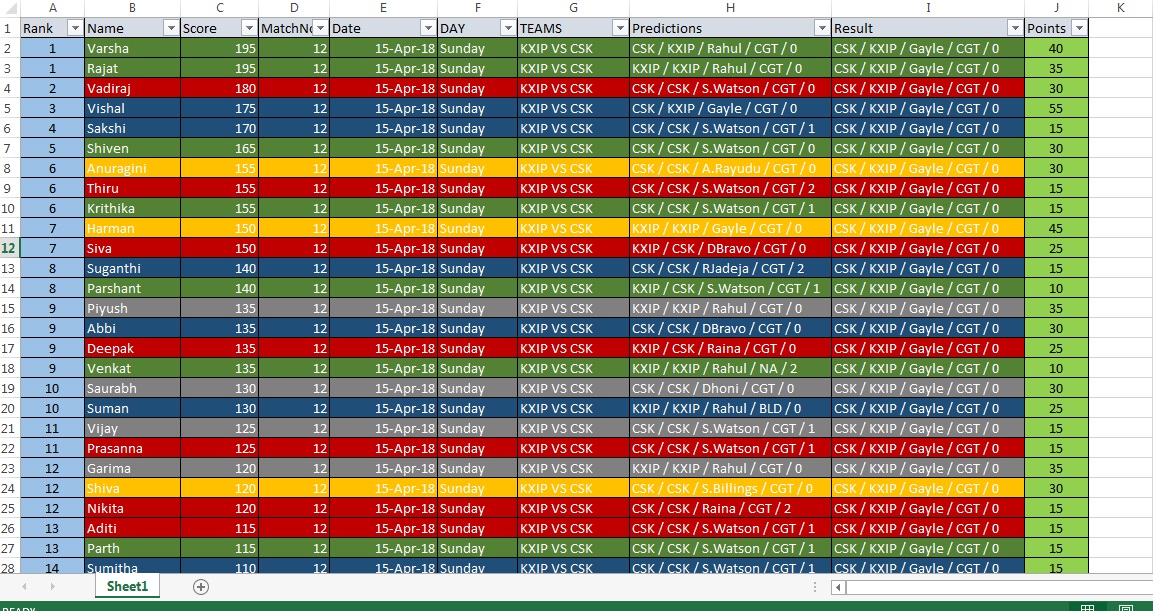 A B C D E F G H I J K
1 Rank Name Score MatchNo Date DAY TEAMS Predictions Result Points
2 1 Varsha 195 12 15-Apr-18 Sunday KXIP VS CSK CSK / KXIP / Rahul / CGT / 0 CSK / KXIP / Gayle / CGT / 0 40
3 1 Rajat 195 12 15-Apr-18 Sunday KXIP VS CSK KXIP / KXIP / Rahul / CGT / 0 CSK / KXIP / Gayle / CGT / 0 35
4 2 Vadiraj 180 12 15-Apr-18 Sunday KXIP VS CSK CSK / CSK / S.Watson / CGT / 0 CSK / KXIP / Gayle / CGT / 0 30
5 3 Vishal 175 12 15-Apr-18 Sunday KXIP VS CSK CSK / KXIP / Gayle / CGT / 0 CSK / KXIP / Gayle / CGT / 0 55
6 4 Sakshi 170 12 15-Apr-18 Sunday KXIP VS CSK CSK / CSK / S.Watson / CGT / 1 CSK / KXIP / Gayle / CGT / 0 15
7 5 Shiven 165 12 15-Apr-18 Sunday KXIP VS CSK CSK / CSK / S.Watson / CGT / 0 CSK / KXIP / Gayle / CGT / 0 30
8 6 Anuragini 155 12 15-Apr-18 Sunday KXIP VS CSK CSK / CSK / A.Rayudu / CGT / 0 CSK / KXIP / Gayle / CGT / 0 30
9 6 Thiru 155 12 15-Apr-18 Sunday KXIP VS CSK CSK / CSK / S.Watson / CGT / 2 CSK / KXIP / Gayle / CGT / 0 15
10 6 Krithika 155 12 15-Apr-18 Sunday KXIP VS CSK CSK / CSK / S.Watson / CGT / 1 CSK / KXIP / Gayle / CGT / 0 15
11 7 Harman 150 12 15-Apr-18 Sunday KXIP VS CSK KXIP / KXIP / Gayle / CGT / 0 CSK / KXIP / Gayle / CGT / 0 45
12 7 Siva 150 12 15-Apr-18 Sunday KXIP VS CSK KXIP / CSK / DBravo / CGT / 0 CSK / KXIP / Gayle / CGT / 0 25
13 8 Suganthi 140 12 15-Apr-18 Sunday KXIP VS CSK CSK / CSK / RJadeja / CGT / 2 CSK / KXIP / Gayle / CGT / 0 15
14 8 Parshant 140 12 15-Apr-18 Sunday KXIP VS CSK KXIP / CSK / S.Watson / CGT / 1 CSK / KXIP / Gayle / CGT / 0 10
15 9 Piyush 135 12 15-Apr-18 Sunday KXIP VS CSK KXIP / KXIP / Rahul / CGT / 0 CSK / KXIP / Gayle / CGT / 0 35
16 9 Abbi 135 12 15-Apr-18 Sunday KXIP VS CSK CSK / CSK / DBravo / CGT / 0 CSK / KXIP / Gayle / CGT / 0 30
17 9 Deepak 135 12 15-Apr-18 Sunday KXIP VS CSK KXIP / CSK / Raina / CGT / 0 CSK / KXIP / Gayle / CGT / 0 25
18 9 Venkat 135 12 15-Apr-18 Sunday KXIP VS CSK KXIP / KXIP / Rahul / NA / 2 CSK / KXIP / Gayle / CGT / 0 10
19 10 Saurabh 130 12 15-Apr-18 Sunday KXIP VS CSK CSK / CSK / Dhoni / CGT / 0 CSK / KXIP / Gayle / CGT / 0 30
20 10 Suman 130 12 15-Apr-18 Sunday KXIP VS CSK KXIP / KXIP / Rahul / BLD / 0 CSK / KXIP / Gayle / CGT / 0 25
21 11 Vijay 125 12 15-Apr-18 Sunday KXIP VS CSK CSK / CSK / S.Watson / CGT / 1 CSK / KXIP / Gayle / CGT / 0 15
22 11 Prasanna 125 12 15-Apr-18 Sunday KXIP VS CSK CSK / CSK / S.Watson / CGT / 1 CSK / KXIP / Gayle / CGT / 0 15
23 12 Garima 120 12 15-Apr-18 Sunday KXIP VS CSK KXIP / KXIP / Rahul / CGT / 0 CSK / KXIP / Gayle / CGT / 0 35
24 12 Shiva 120 12 15-Apr-18 Sunday KXIP VS CSK CSK / CSK / S.Billings / CGT / 0 CSK / KXIP / Gayle / CGT / 0 30
25 12 Nikita 120 12 15-Apr-18 Sunday KXIP VS CSK CSK / CSK / Raina / CGT / 2 CSK / KXIP / Gayle / CGT / 0 15
26 13 Aditi 115 12 15-Apr-18 Sunday KXIP VS CSK CSK / CSK / S.Watson / CGT / 1 CSK / KXIP / Gayle / CGT / 0 15
27 13 Parth 115 12 15-Apr-18 Sunday KXIP VS CSK CSK / CSK / S.Watson / CGT / 1 CSK / KXIP / Gayle / CGT / 0 15
28 14 Sumitha 110 12 15-Apr-18 Sunday KXIP VS CSK CSK / CSK / S.Watson / CGT / 1 CSK / KXIP / Gayle / CGT / 0 15
Sheet1
READY